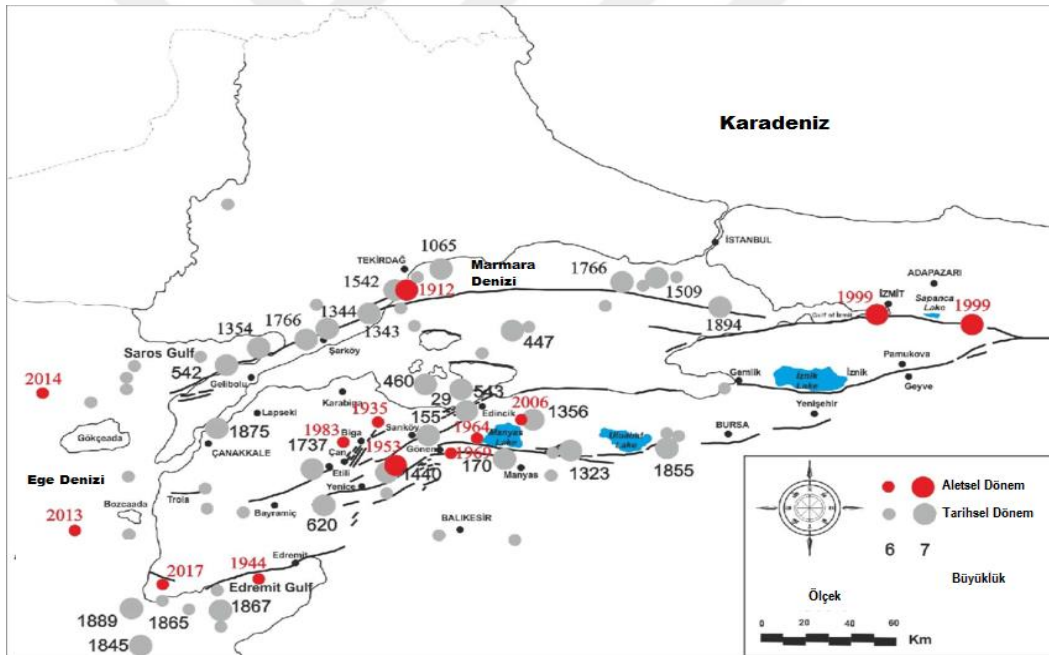 Karadeniz
İSTANBUL
1065
TEKİRDAĞ
Marmara
Denizi
1766
1542
1912
1509
ADAPAZARI
Sapanca
Lake
1999
İZMİT
1999
Gulf of İzmit
1344
1343
1894
1354
1766
Saros Gulf
Şarköy
447
542
Gelibolu
Pamukova
Geyve
2014
460
29
543
Gemlik
İznik
Lake
İznik
Karabiga
1935
155
Edincik
2006
1356
Lapseki
Yenişehir
Gökçeada
1875
ÇANAKKALE
1983
Biga
Sarıköy
1964
Manyas
Lake
Uluabat
Lake
BURSA
1737
Çan
1953
Gönen
1969
170
Manyas
1323
1855
Etili
1440
Yenice
Ege Denizi
Troia
Bozcaada
Bayramiç
620
2013
BALIKESİR
Edremit
2017
1944
Edremit Gulf
1889
1865
1867
1845
Aletsel Dönem
Tarihsel Dönem
6 7
Büyüklük
Ölçek
0 20 40 60
Km